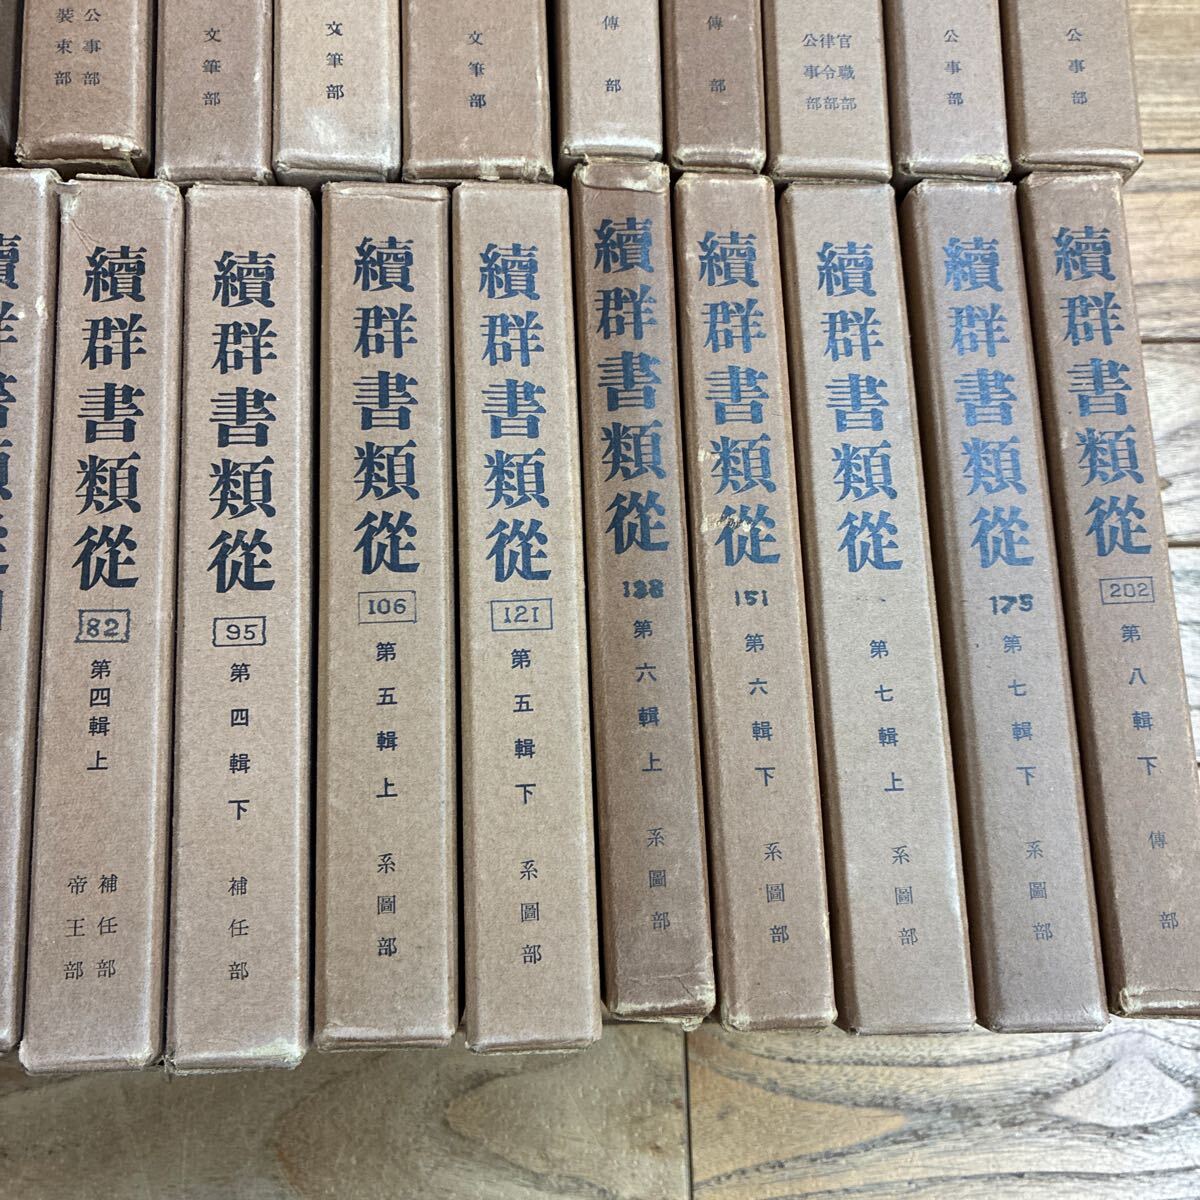 公事部
装束部
文筆部
文筆部
文筆部
傳部
傳部
官職部
律令部
公事部
公事部
公事部
續群書類從
82
第四輯上
補任部
帝王部
續群書類從
95
第四輯下
補任部
續群書類從
106
第五輯上
系圖部
續群書類從
121
第五輯下
系圖部
續群書類從
138
第六輯上
系圖部
續群書類從
151
第六輯下
系圖部
續群書類從
第七輯上
系圖部
續群書類從
175
第七輯下
系圖部
續群書類從
202
第八輯下
傳部